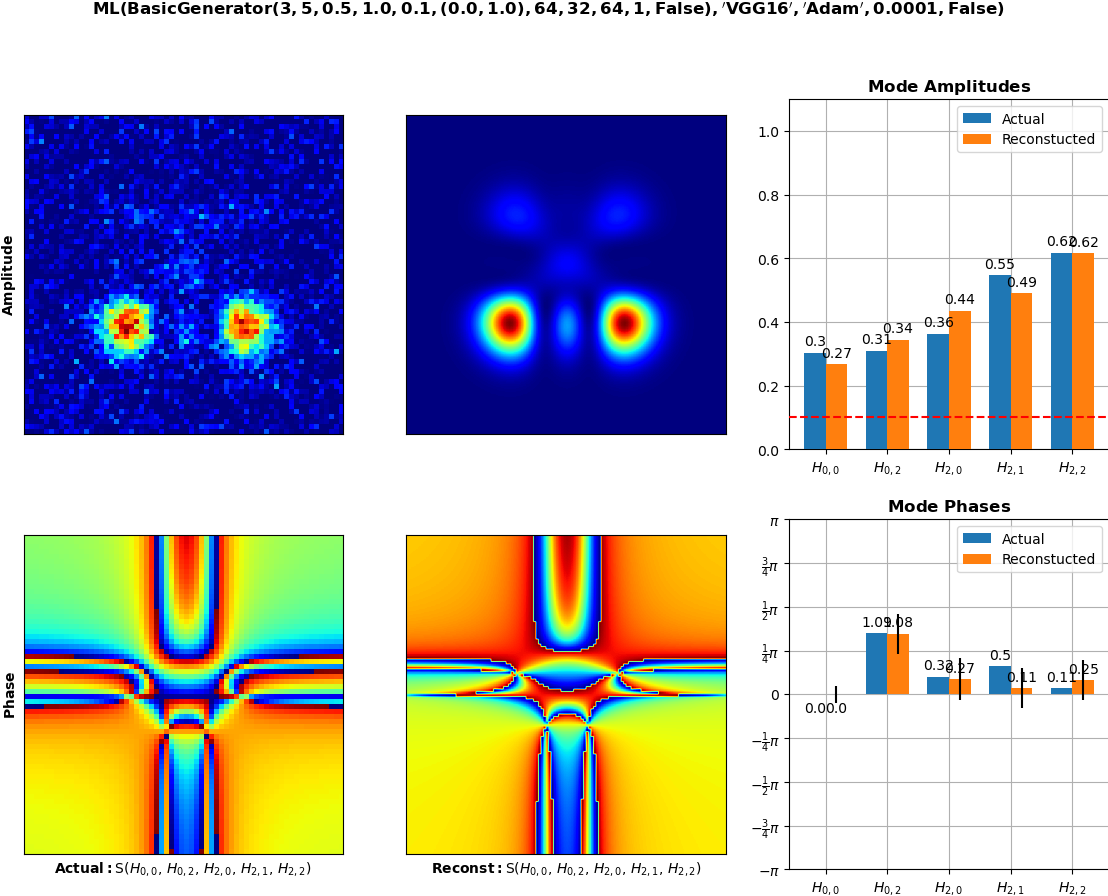 ML(BasicGenerator(3, 5, 0.5, 1.0, 0.1, (0.0, 1.0), 64, 32, 64, 1, False), ′VGG16′, ′Adam′, 0.0001, False)
Amplitude
Mode Amplitudes
Actual
Reconstucted
1.0
0.8
0.6
0.4
0.2
0.0
0.3
0.27
0.31
0.34
0.36
0.44
0.55
0.49
0.62
0.62
H0,0 H0,2 H2,0 H2,1 H2,2
Phase
Actual: S(H0,0, H0,2, H2,0, H2,1, H2,2)
Reconst: S(H0,0, H0,2, H2,0, H2,1, H2,2)
Mode Phases
Actual
Reconstucted
π
3/4π
1/2π
1/4π
0
−1/4π
−1/2π
−3/4π
−π
0.0
0.0
1.09
1.08
0.32
0.27
0.5
0.11
0.11
0.25
H0,0 H0,2 H2,0 H2,1 H2,2